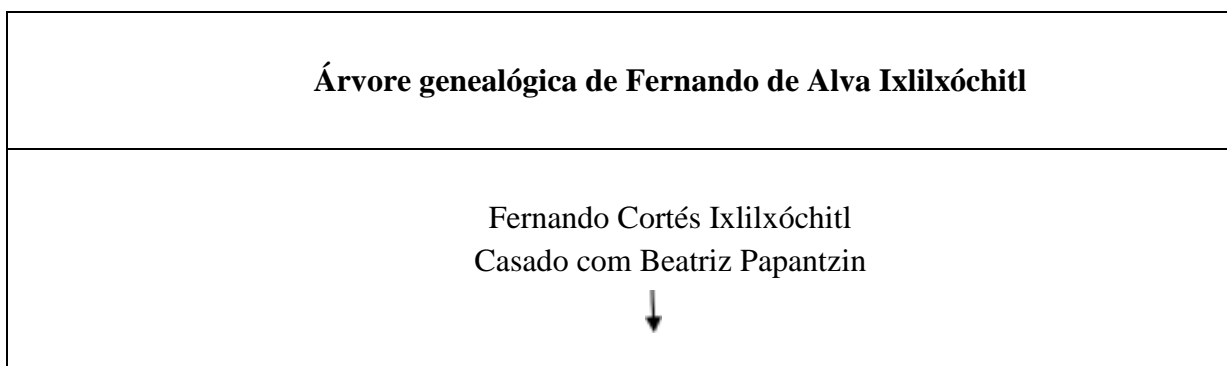 Árvore genealógica de Fernando de Alva Ixlilxóchitl
Fernando Cortés Ixlilxóchitl
Casado com Beatriz Papantzin